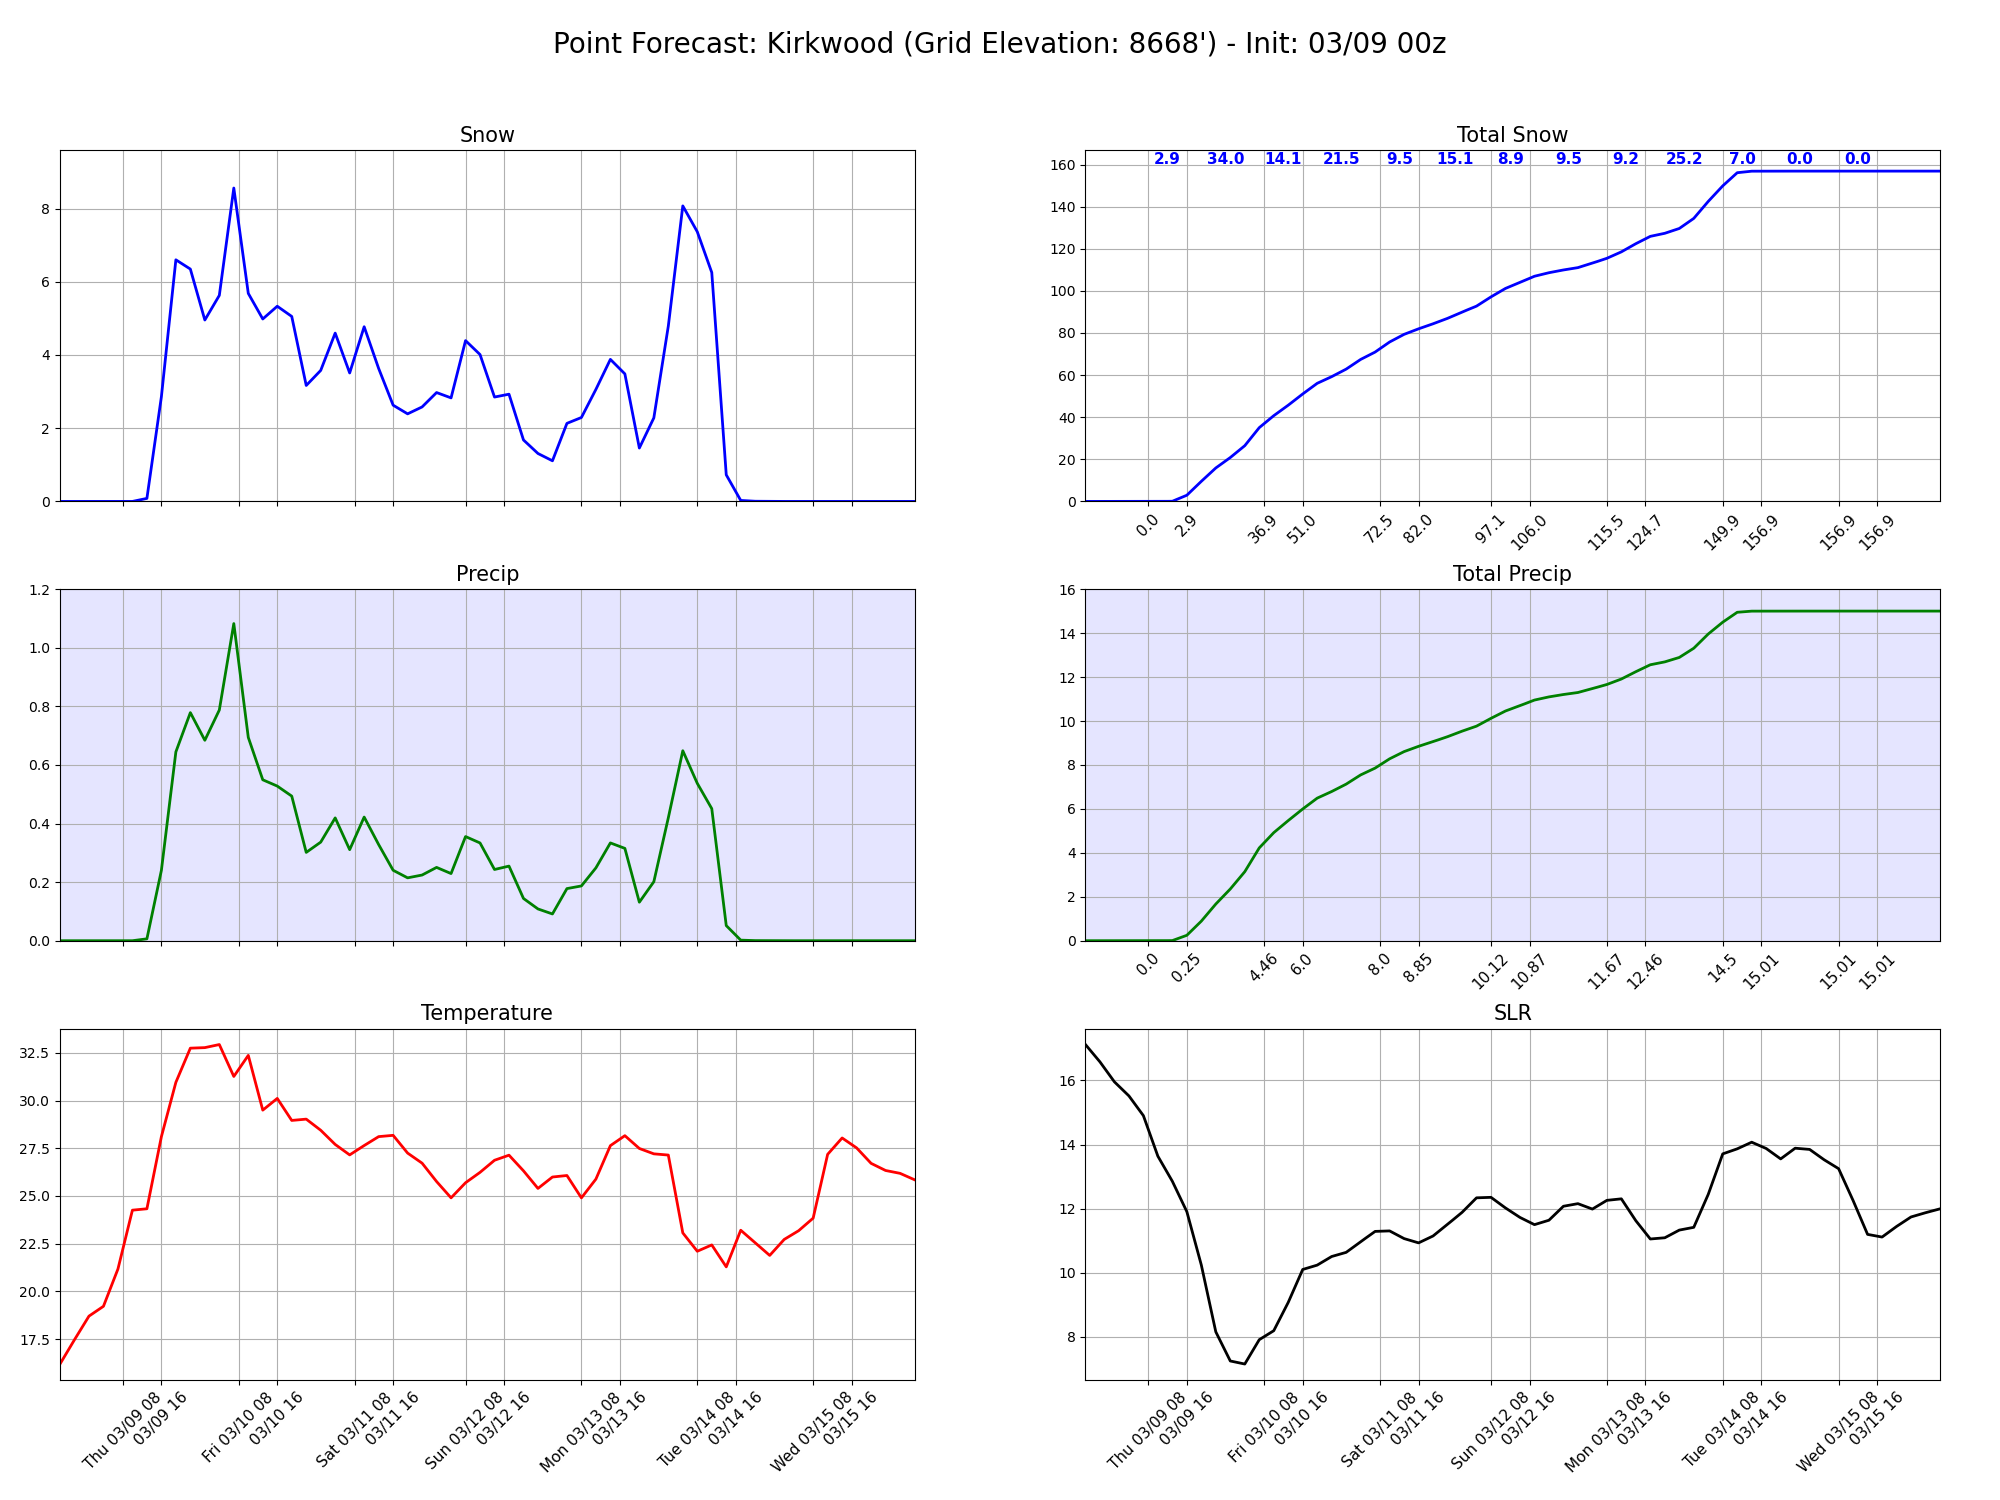 Point Forecast: Kirkwood (Grid Elevation: 8668') - Init: 03/09 00z
Snow
8
6
4
2
0
Total Snow
2.9 34.0 14.1 21.5 9.5 15.1 8.9 9.5 9.2 25.2 7.0 0.0 0.0
160
140
120
100
80
60
40
20
0
0.0 2.9 36.9 51.0 72.5 82.0 97.1 106.0 115.5 124.7 149.9 156.9 156.9 156.9
Precip
1.2
1.0
0.8
0.6
0.4
0.2
0.0
Total Precip
16
14
12
10
8
6
4
2
0
0.0 0.25 4.46 6.0 8.0 8.85 10.12 10.87 11.67 12.46 14.5 15.01 15.01 15.01
Temperature
32.5
30.0
27.5
25.0
22.5
20.0
17.5
Thu 03/09 08
03/09 16
Fri 03/10 08
03/10 16
Sat 03/11 08
03/11 16
Sun 03/12 08
03/12 16
Mon 03/13 08
03/13 16
Tue 03/14 08
03/14 16
Wed 03/15 08
03/15 16
SLR
16
14
12
10
8
Thu 03/09 08
03/09 16
Fri 03/10 08
03/10 16
Sat 03/11 08
03/11 16
Sun 03/12 08
03/12 16
Mon 03/13 08
03/13 16
Tue 03/14 08
03/14 16
Wed 03/15 08
03/15 16